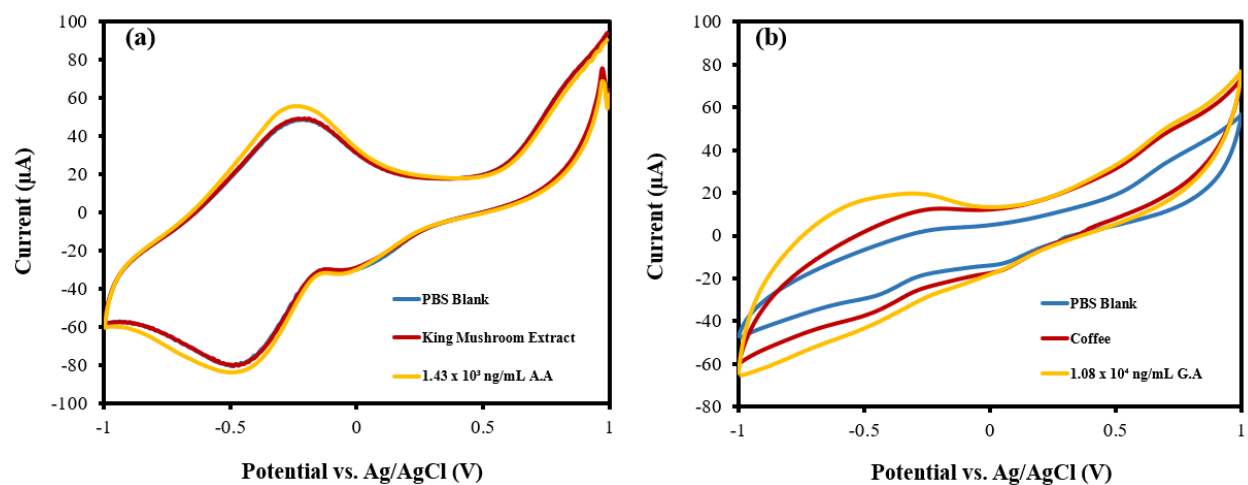 (a)
100
80
60
40
20
0
-20
-40
-60
-80
-100
Current (µA)
-1
-0.5
0
0.5
1
Potential vs. Ag/AgCl (V)
PBS Blank
King Mushroom Extract
1.43 x 10³ ng/mL A.A
(b)
100
80
60
40
20
0
-20
-40
-60
-80
Current (µA)
-1
-0.5
0
0.5
1
Potential vs. Ag/AgCl (V)
PBS Blank
Coffee
1.08 x 10⁴ ng/mL G.A